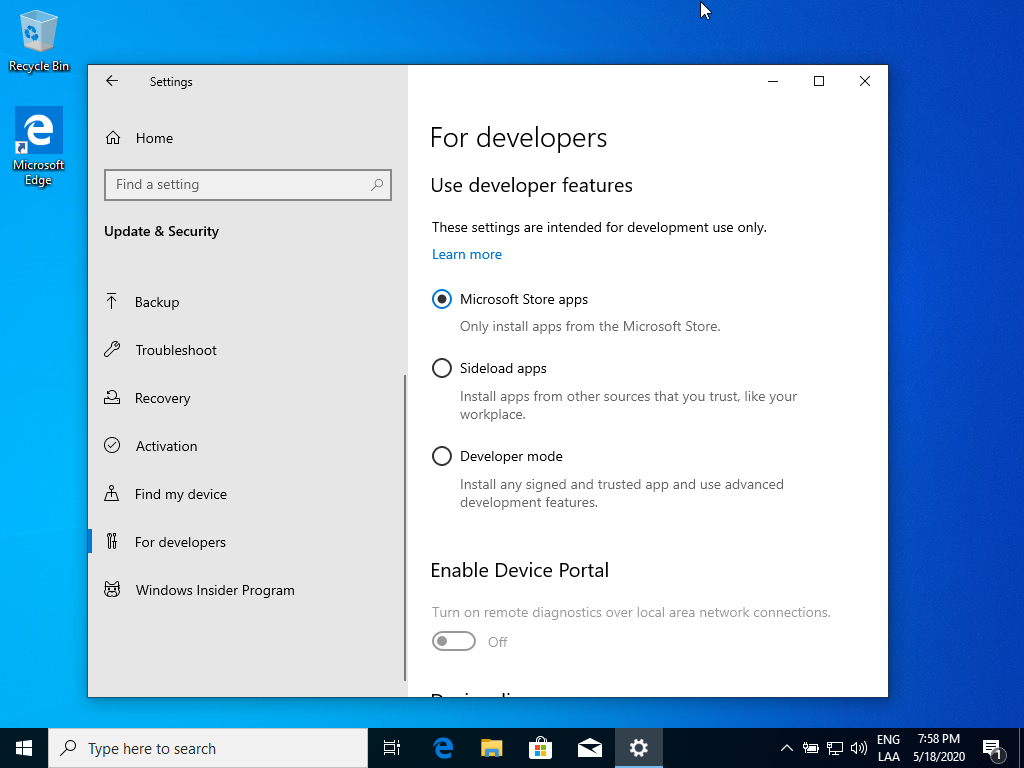 Recycle Bin
Microsoft
Edge
Settings
Home
Find a setting
Update & Security
Backup
Troubleshoot
Recovery
Activation
Find my device
For developers
Windows Insider Program
For developers
Use developer features
These settings are intended for development use only.
Learn more
Microsoft Store apps
Only install apps from the Microsoft Store.
Sideload apps
Install apps from other sources that you trust, like your
workplace.
Developer mode
Install any signed and trusted app and use advanced
development features.
Enable Device Portal
Turn on remote diagnostics over local area network connections.
Off
Type here to search
ENG
LAA
7:58 PM
5/18/2020
1